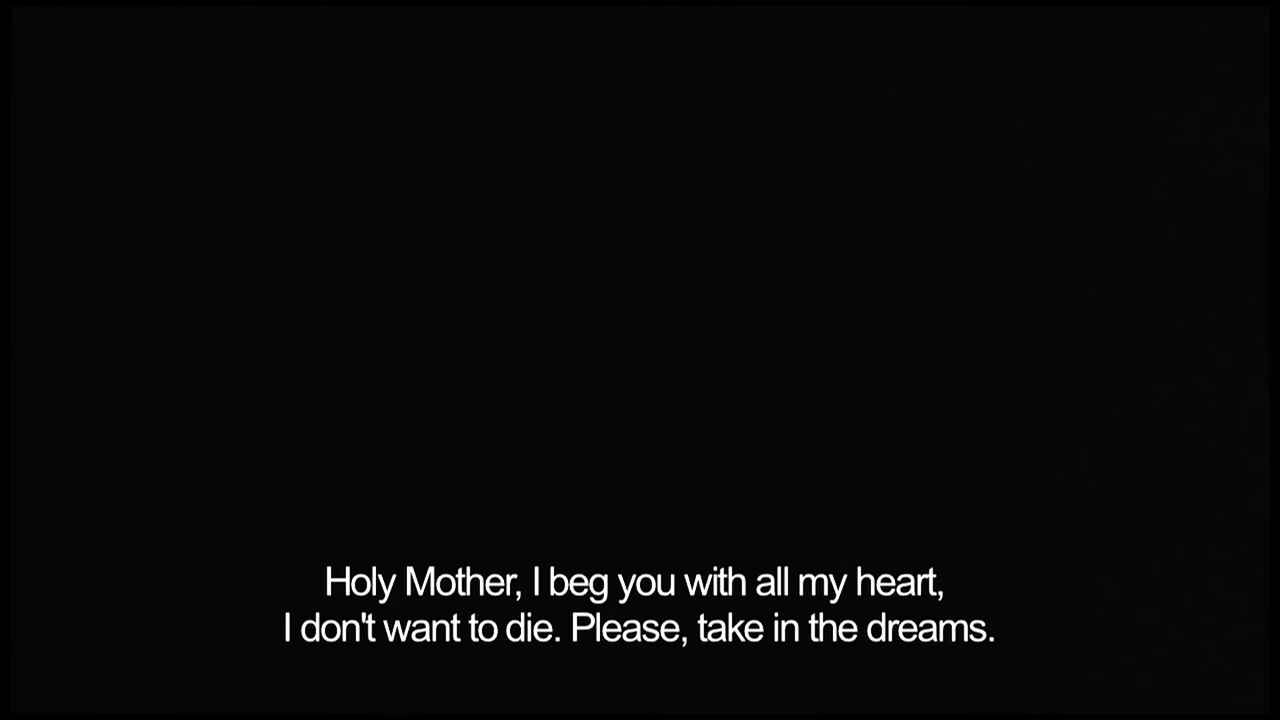 Holy Mother, I beg you with all my heart,
I don't want to die. Please, take in the dreams.